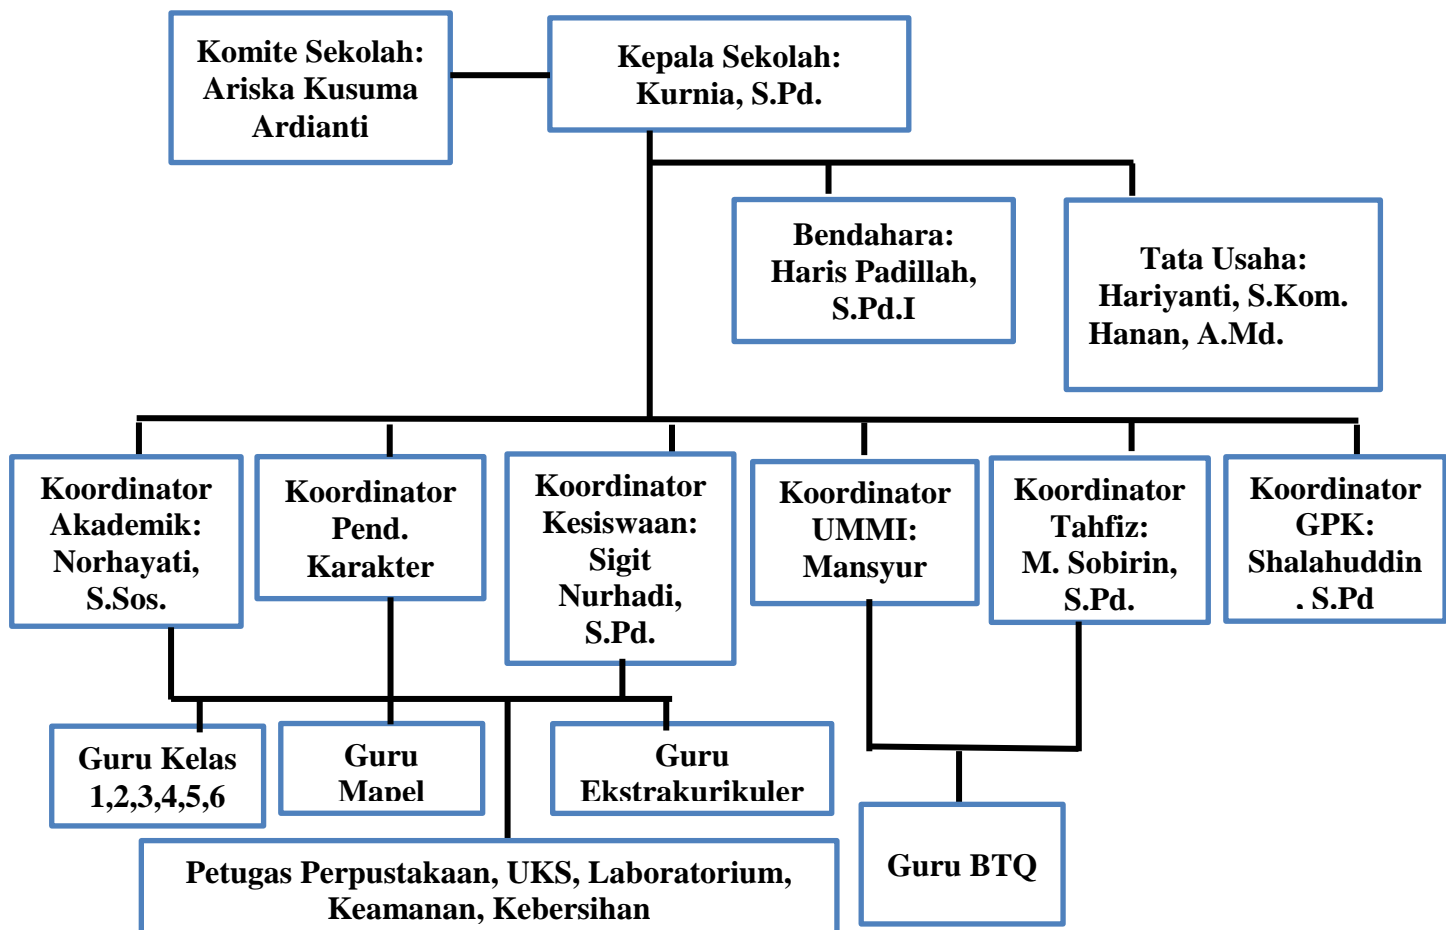 Komite Sekolah:
Ariska Kusuma
Ardianti
Kepala Sekolah:
Kurnia, S.Pd.
Bendahara:
Haris Padillah,
S.Pd.I
Tata Usaha:
Hariyanti, S.Kom.
Hanan, A.Md.
Koordinator
Akademik:
Norhayati,
S.Sos.
Koordinator
Pend.
Karakter
Koordinator
Kesiswaan:
Sigit
Nurhadi,
S.Pd.
Koordinator
UMMI:
Mansyur
Koordinator
Tahfiz:
M. Sobirin,
S.Pd.
Koordinator
GPK:
Shalahuddin
, S.Pd
Guru Kelas
1,2,3,4,5,6
Guru
Mapel
Guru
Ekstrakurikuler
Petugas Perpustakaan, UKS, Laboratorium,
Keamanan, Kebersihan
Guru BTQ